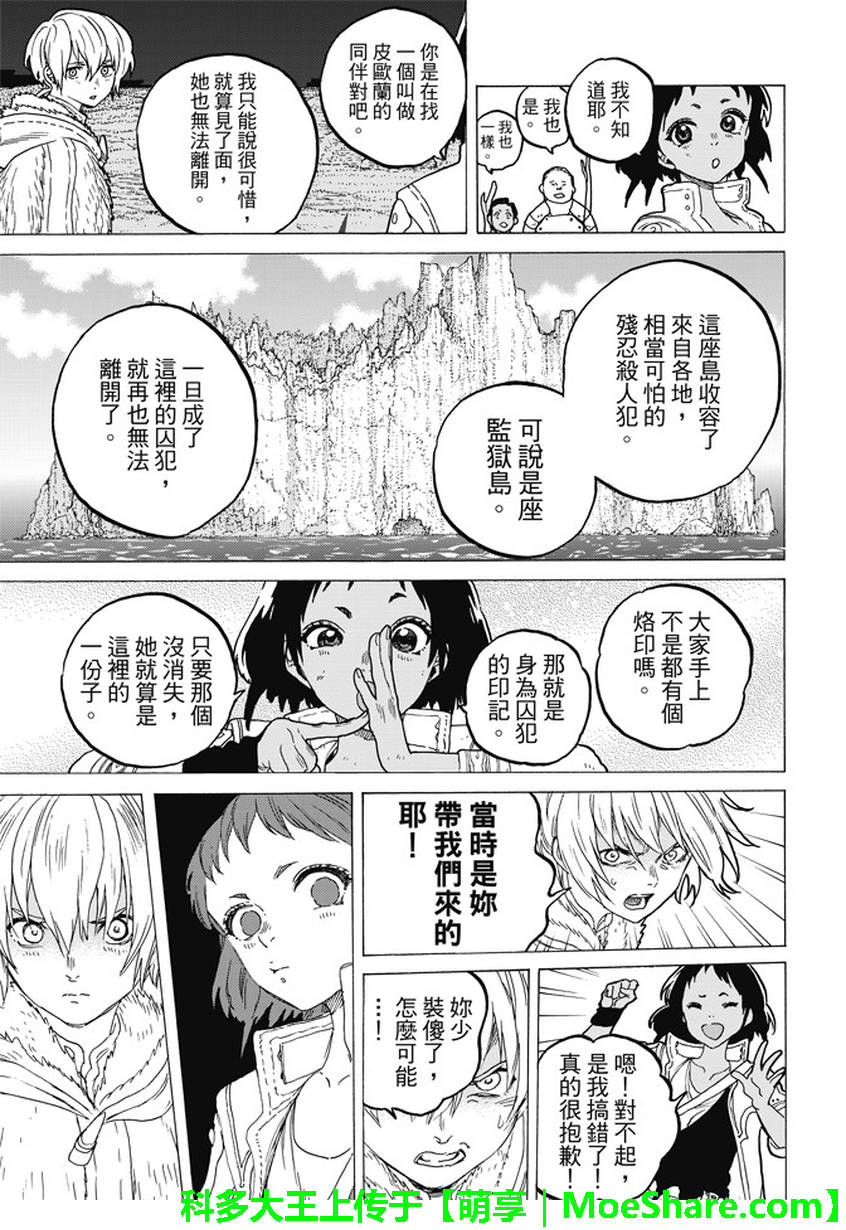 我不知
道耶。
我也
是。
我也
一樣。
你是在找
一個叫做
皮歐蘭的
同伴對吧。
我只能說很可惜，
就算見了面，
她也無法離開。
這座島收容了
來自各地，
相當可怕的
殘忍殺人犯。
可說是座
監獄島。
一旦成了
這裡的囚犯，
就再也無法
離開了。
大家手上
不是都有個
烙印嗎。
那就是
身為囚犯
的印記。
只要那個
沒消失，
她就算是
這裡的
一份子。
當時是妳
帶我們來的
耶！
嗯！對不起，
是我搞錯了！
真的很抱歉！
妳少
裝傻了，
怎麼可能
…！
科多大王上传于【萌享｜MoeShare.com】